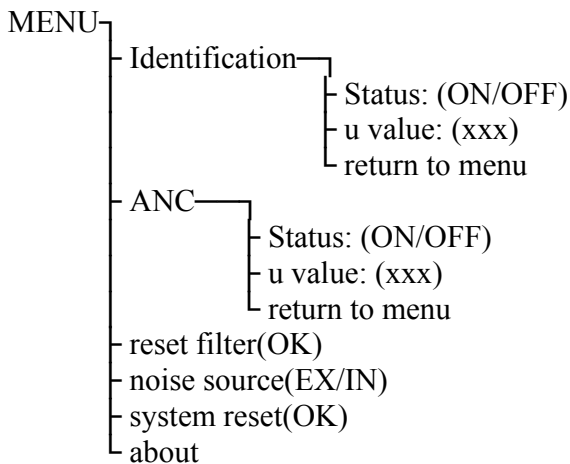 MENU
Identification
Status: (ON/OFF)
u value: (xxx)
return to menu
ANC
Status: (ON/OFF)
u value: (xxx)
return to menu
reset filter(OK)
noise source(EX/IN)
system reset(OK)
about